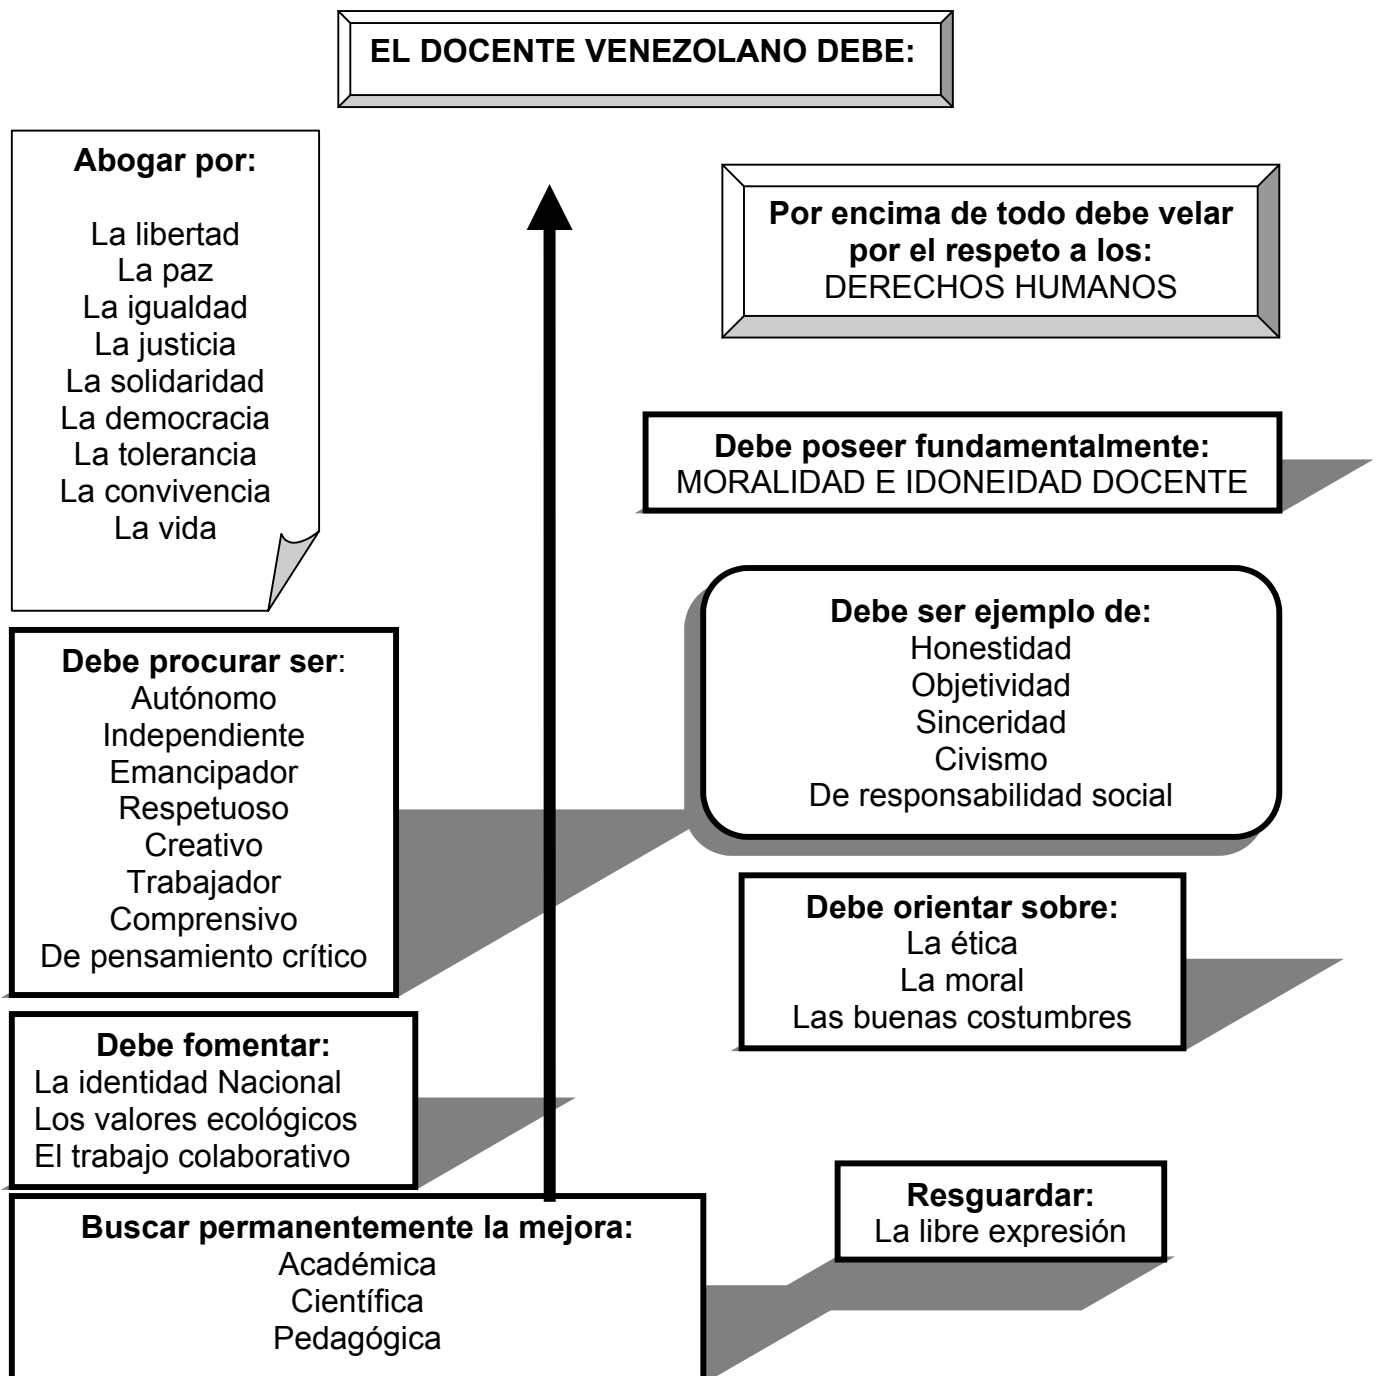 EL DOCENTE VENEZOLANO DEBE:
Abogar por:
La libertad
La paz
La igualdad
La justicia
La solidaridad
La democracia
La tolerancia
La convivencia
La vida
Por encima de todo debe velar
por el respeto a los:
DERECHOS HUMANOS
Debe poseer fundamentalmente:
MORALIDAD E IDONEIDAD DOCENTE
Debe procurar ser:
Autónomo
Independiente
Emancipador
Respetuoso
Creativo
Trabajador
Comprensivo
De pensamiento crítico
Debe ser ejemplo de:
Honestidad
Objetividad
Sinceridad
Civismo
De responsabilidad social
Debe orientar sobre:
La ética
La moral
Las buenas costumbres
Debe fomentar:
La identidad Nacional
Los valores ecológicos
El trabajo colaborativo
Resguardar:
La libre expresión
Buscar permanentemente la mejora:
Académica
Científica
Pedagógica